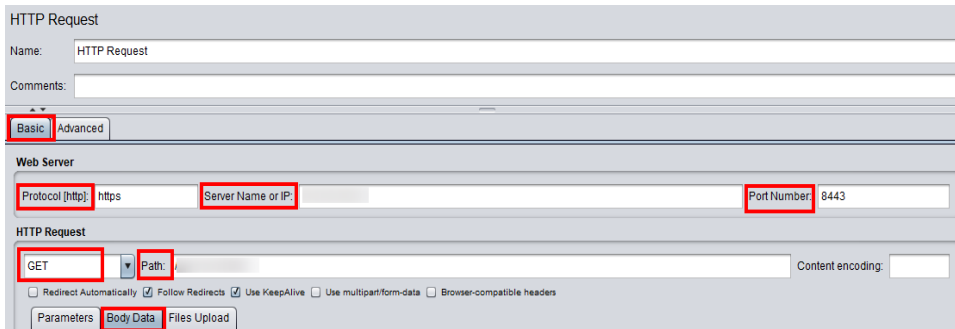 HTTP Request
Name: HTTP Request
Comments:
Basic Advanced
Web Server
Protocol [http]: https Server Name or IP: Port Number: 8443
HTTP Request
GET Path: / Content encoding:
Redirect Automatically Follow Redirects Use KeepAlive Use multipart/form-data Browser-compatible headers
Parameters Body Data Files Upload